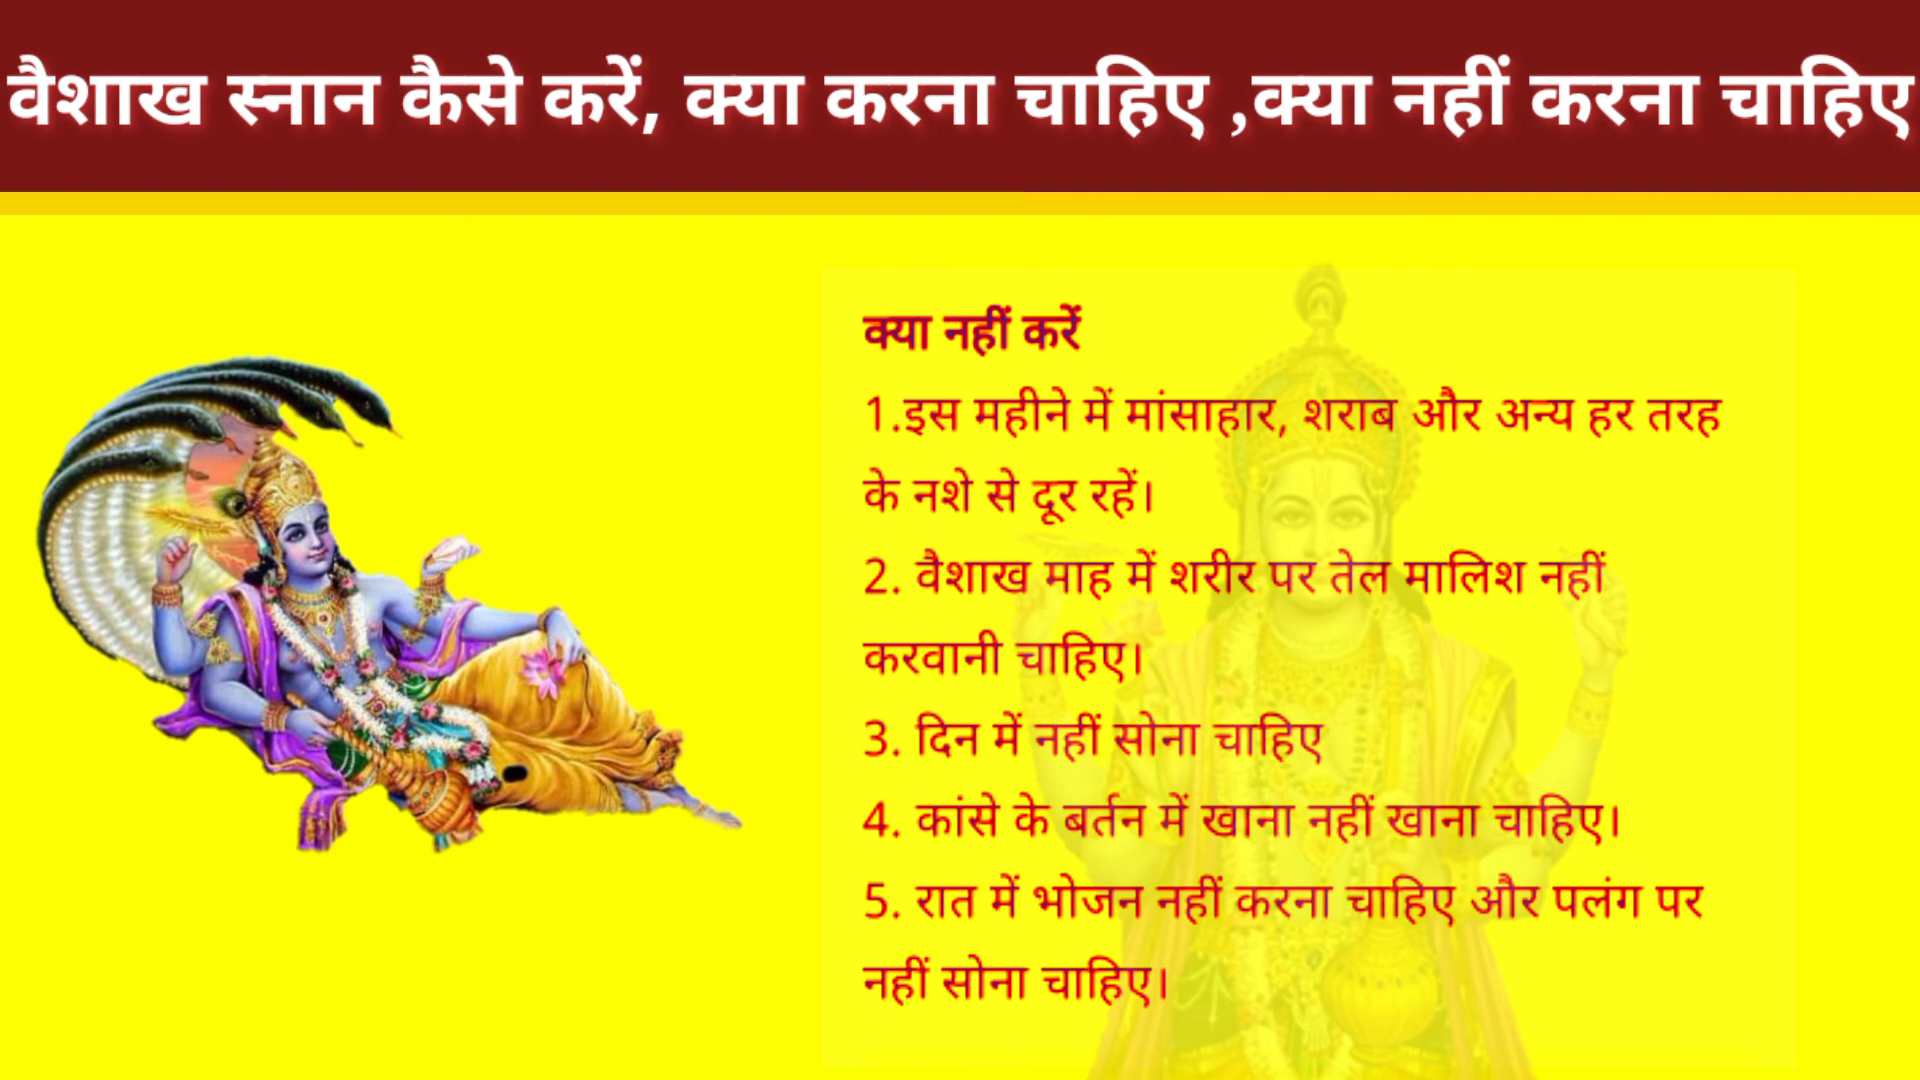 वैशाख स्नान कैसे करें, क्या करना चाहिए ,क्या नहीं करना चाहिए
क्या नहीं करें
1.इस महीने में मांसाहार, शराब और अन्य हर तरह
के नशे से दूर रहें।
2. वैशाख माह में शरीर पर तेल मालिश नहीं
करवानी चाहिए।
3. दिन में नहीं सोना चाहिए
4. कांसे के बर्तन में खाना नहीं खाना चाहिए।
5. रात में भोजन नहीं करना चाहिए और पलंग पर
नहीं सोना चाहिए।